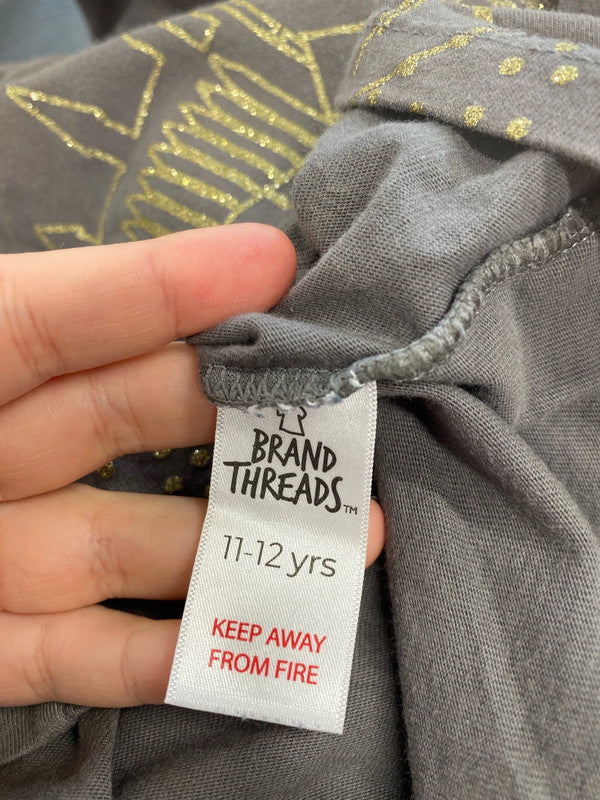 BRAND
THREADS™
11-12 yrs
KEEP AWAY
FROM FIRE